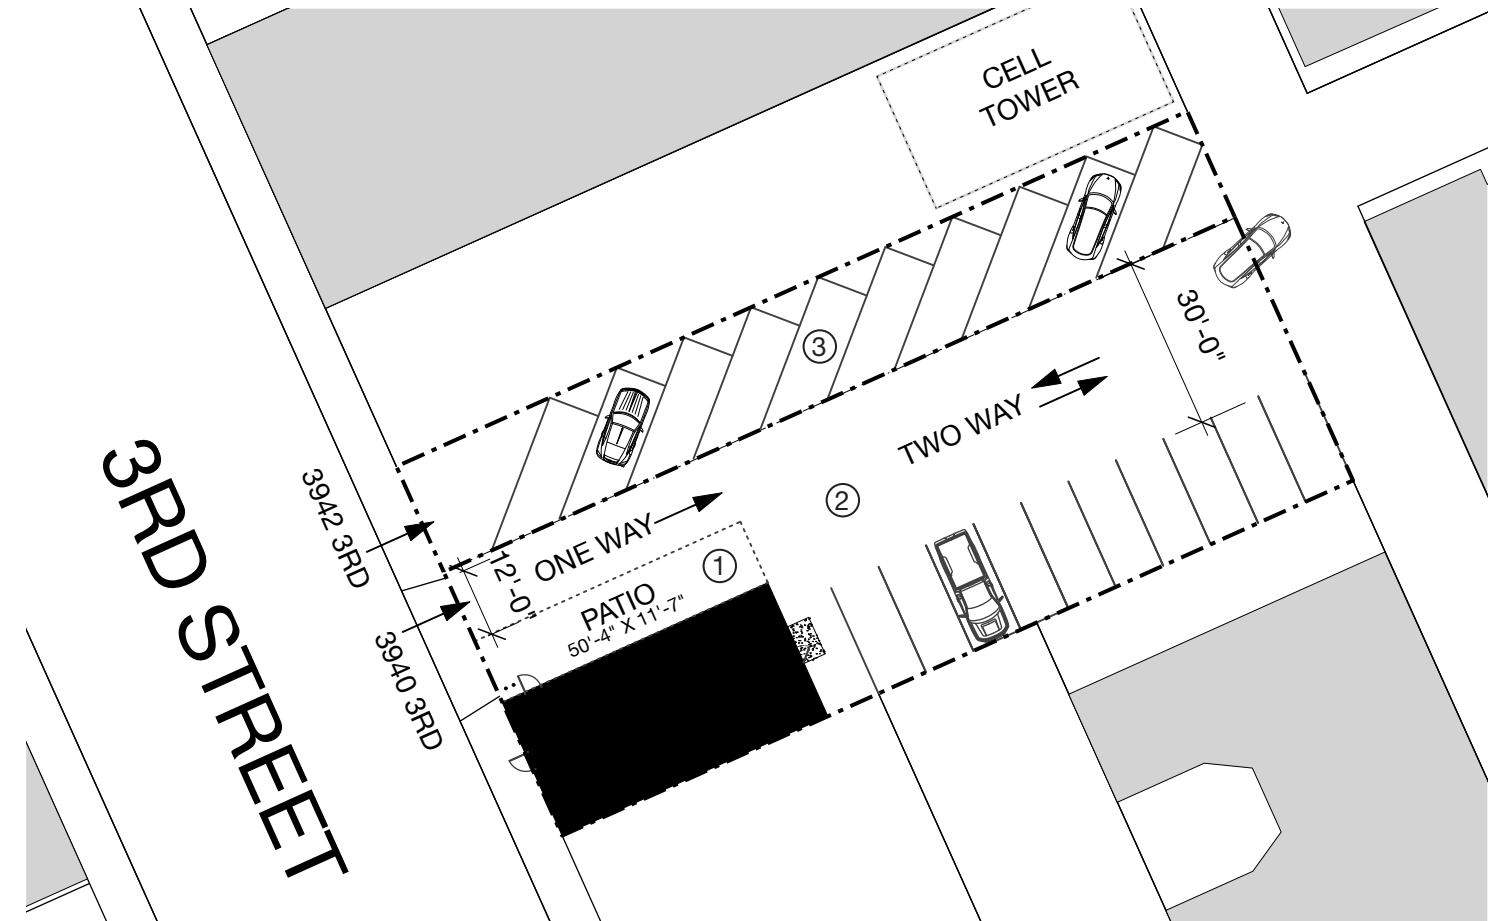 CELL
TOWER
3
30'-0"
TWO WAY
2
3942 3RD
ONE WAY
12'-0"
1
PATIO
50'-4" X 11'-7"
3940 3RD
3RD STREET